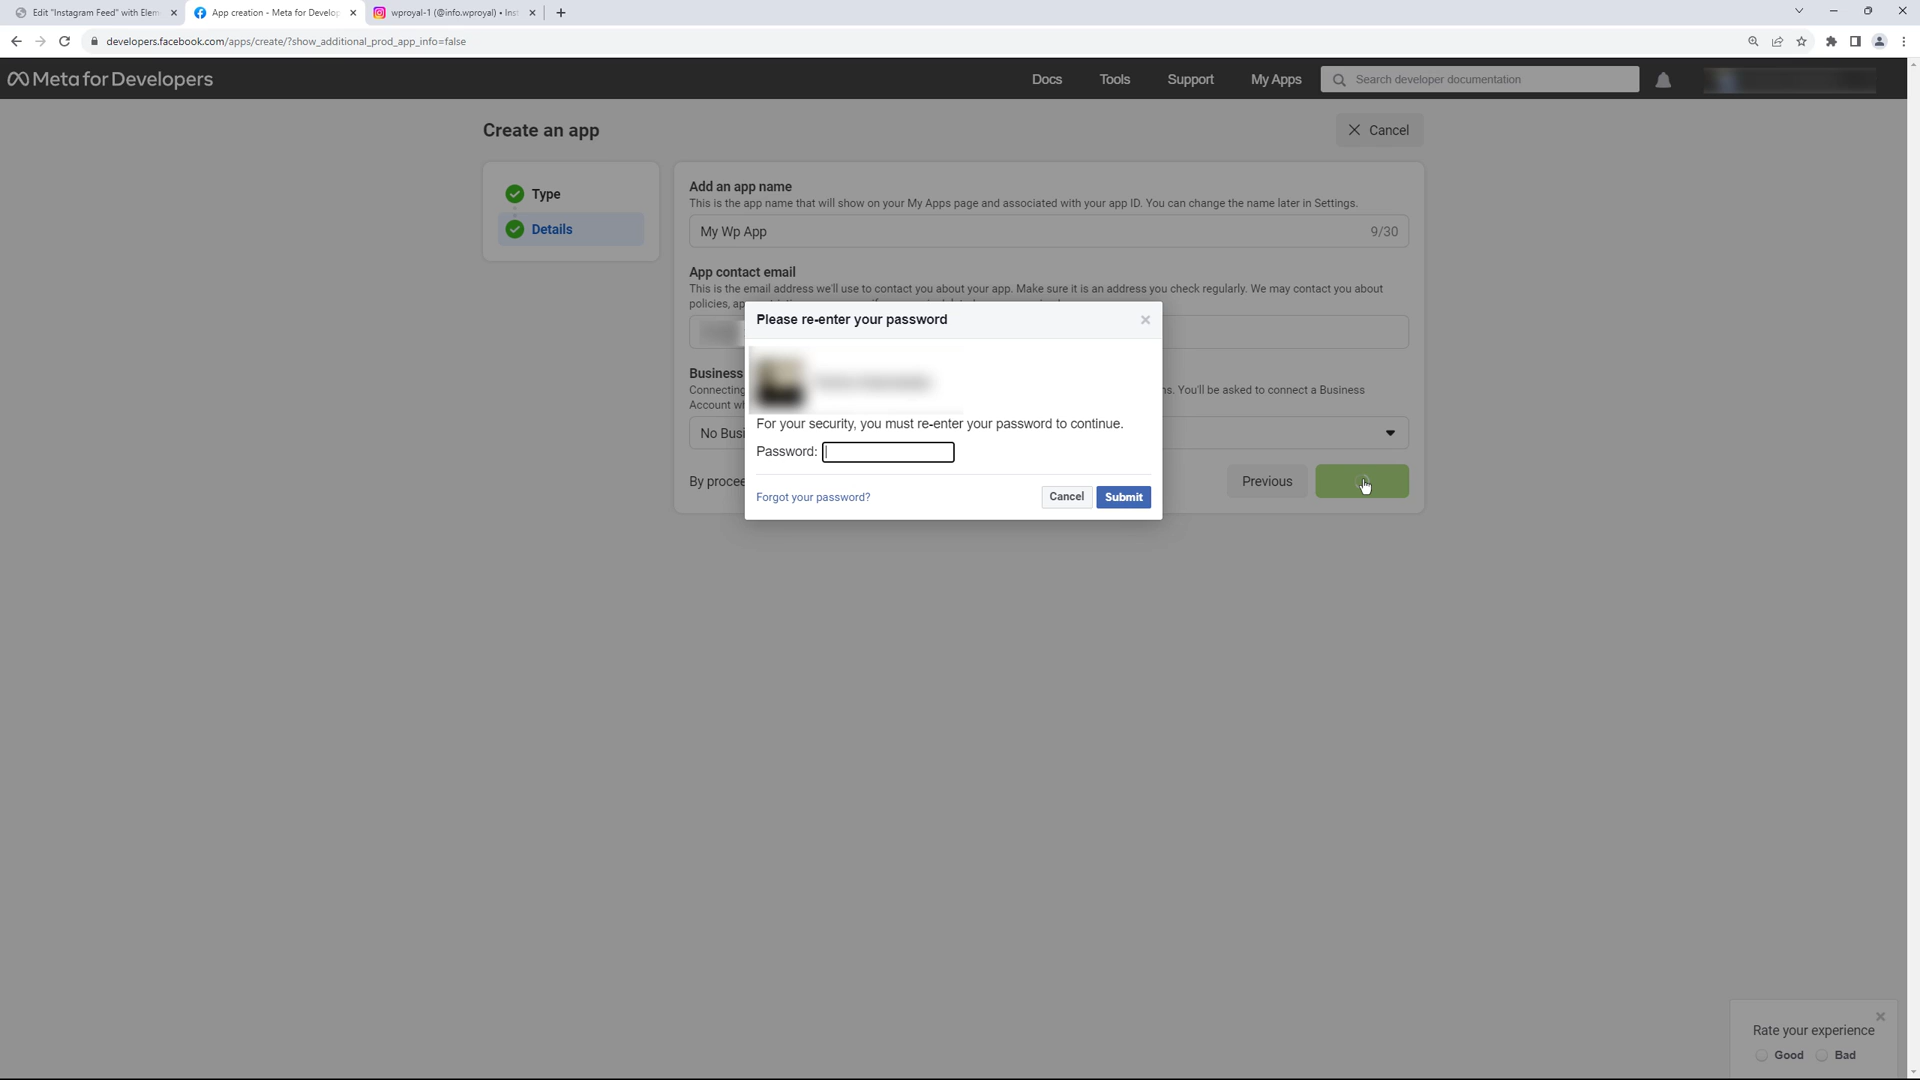 Edit "Instagram Feed" with Elem
App creation - Meta for Develop
wproyal-1 (@info.wproyal) • Inst
developers.facebook.com/apps/create/?show_additional_prod_app_info=false
Meta for Developers
Docs
Tools
Support
My Apps
Search developer documentation
Create an app
Cancel
Type
Details
Add an app name
This is the app name that will show on your My Apps page and associated with your app ID. You can change the name later in Settings.
My Wp App
9/30
App contact email
This is the email address we'll use to contact you about your app. Make sure it is an address you check regularly. We may contact you about
policies,
Please re-enter your password
Business
Connecting
You'll be asked to connect a Business
Account
For your security, you must re-enter your password to continue.
No Busi
Password:
By procee
Previous
Forgot your password?
Cancel
Submit
Rate your experience
Good
Bad